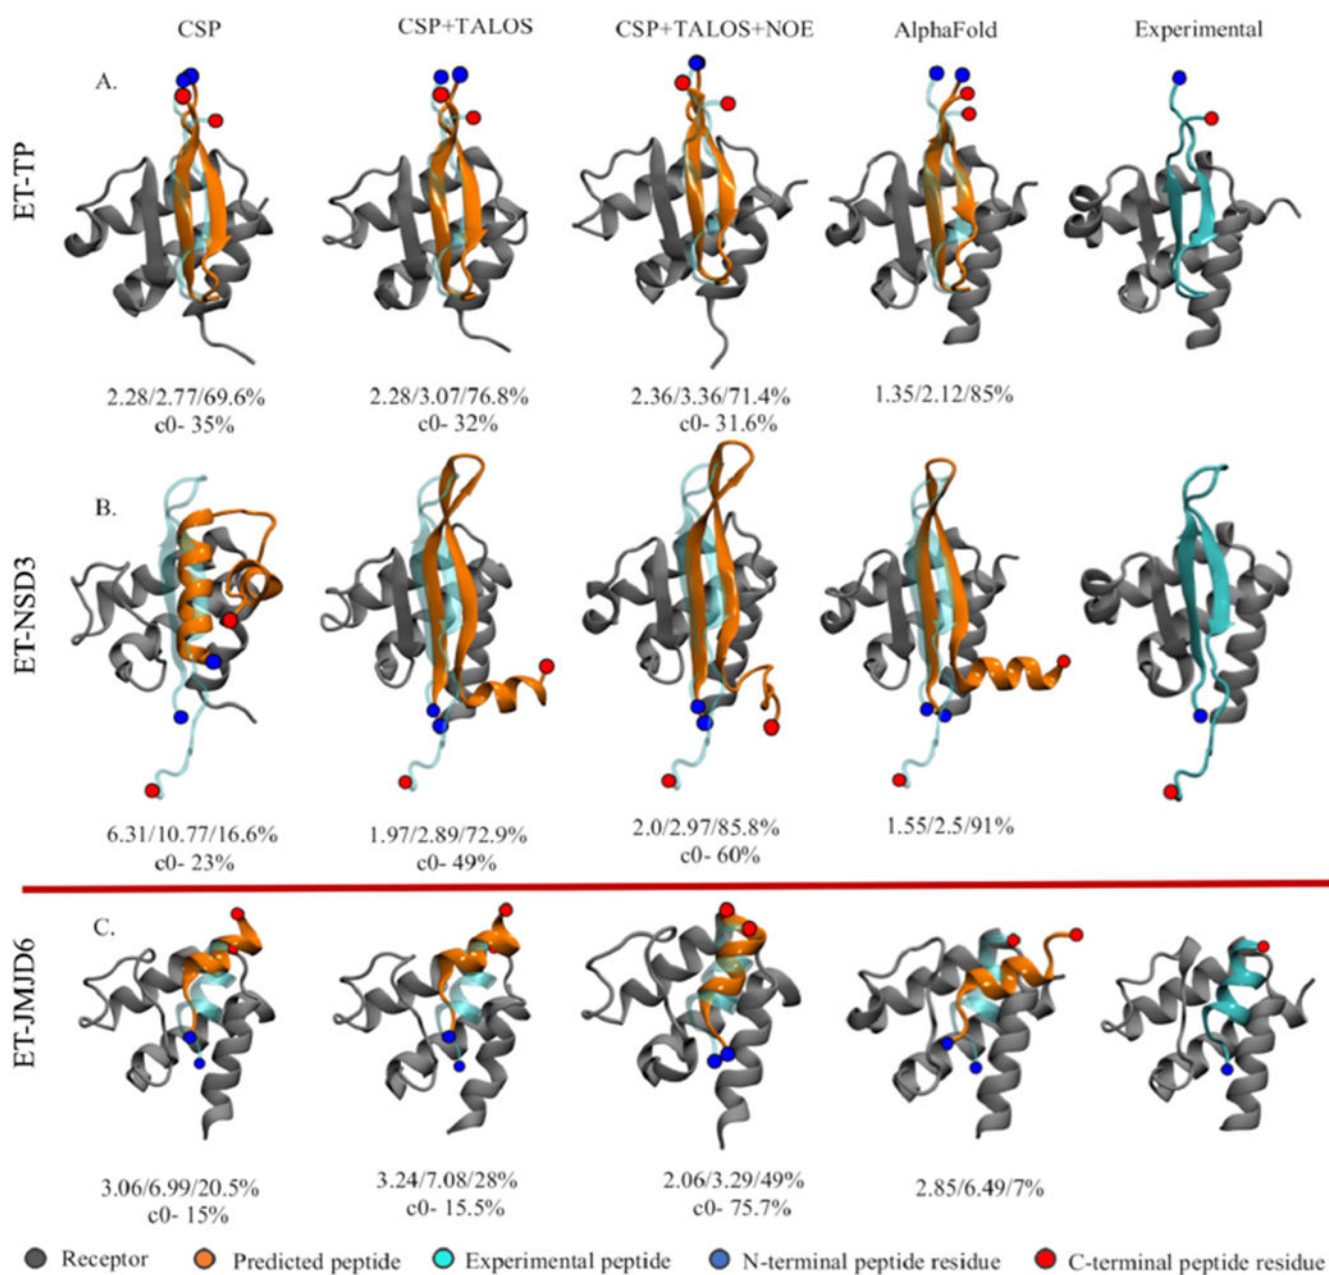 CSP CSP+TALOS CSP+TALOS+NOE AlphaFold Experimental
A.
ET-TP
2.28/2.77/69.6% 2.28/3.07/76.8% 2.36/3.36/71.4% 1.35/2.12/85%
c0- 35% c0- 32% c0- 31.6%
B.
ET-NSD3
6.31/10.77/16.6% 1.97/2.89/72.9% 2.0/2.97/85.8% 1.55/2.5/91%
c0- 23% c0- 49% c0- 60%
C.
ET-JMJD6
3.06/6.99/20.5% 3.24/7.08/28% 2.06/3.29/49% 2.85/6.49/7%
c0- 15% c0- 15.5% c0- 75.7%
Receptor Predicted peptide Experimental peptide N-terminal peptide residue C-terminal peptide residue